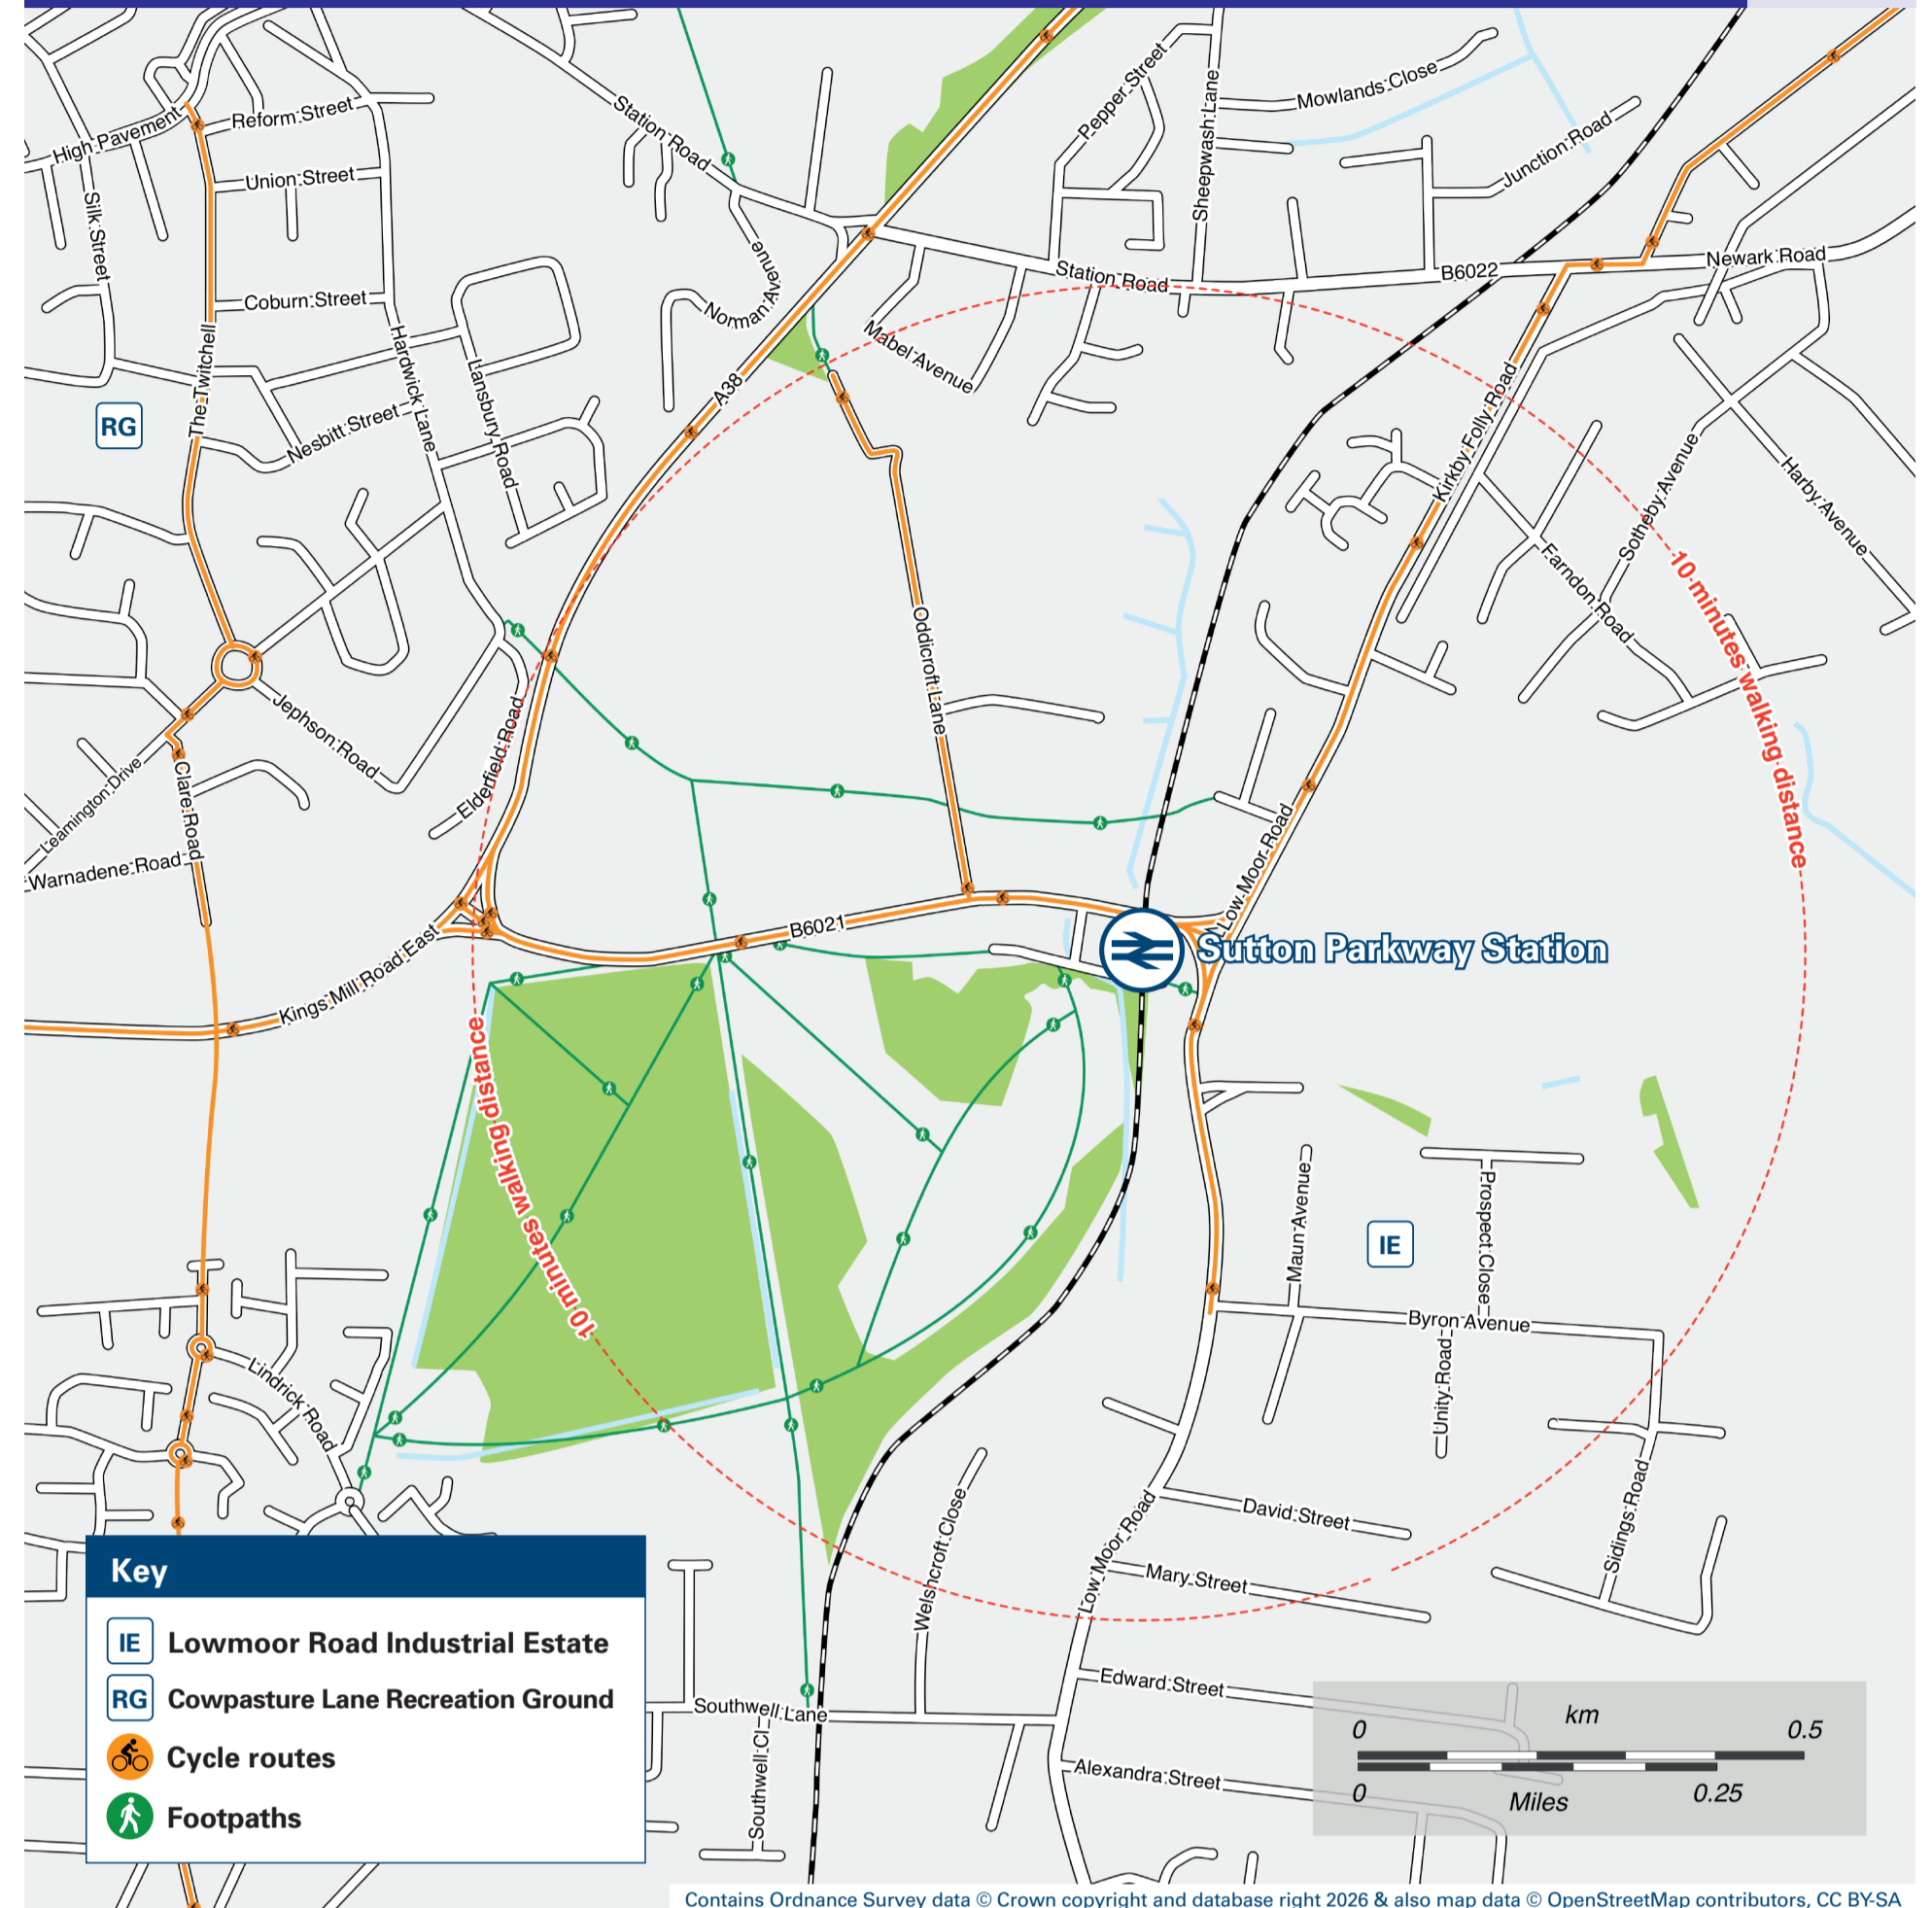 High Pavement
Reform Street
Union Street
Silk Street
Coburn Street
The Twitchell
Hardwick Lane
Lansbury Road
Nesbitt Street
RG
Station Road
Norman Avenue
A38
Mabel Avenue
Pepper Street
Sheepwash Lane
Mowlands Close
Junction Road
Station Road
B6022
Newark Road
Kirkby Folly Road
Sotheby Avenue
Harby Avenue
Farndon Road
10 minutes walking distance
Oddicroft Lane
Jephson Road
Elderfield Road
Leamington Drive
Clare Road
Warnadene Road
Kings Mill Road East
B6021
Low Moor Road
Sutton Parkway Station
10 minutes walking distance
Maun Avenue
IE
Prospect Close
Byron Avenue
Unity Road
Lindrick Road
Sidings Road
David Street
Mary Street
Low Moor Road
Welshcroft Close
Edward Street
Southwell Lane
Southwell Cl
Alexandra Street
Key
IE Lowmoor Road Industrial Estate
RG Cowpasture Lane Recreation Ground
Cycle routes
Footpaths
km
0 0.5
0 0.25
Miles
Contains Ordnance Survey data © Crown copyright and database right 2026 & also map data © OpenStreetMap contributors, CC BY-SA